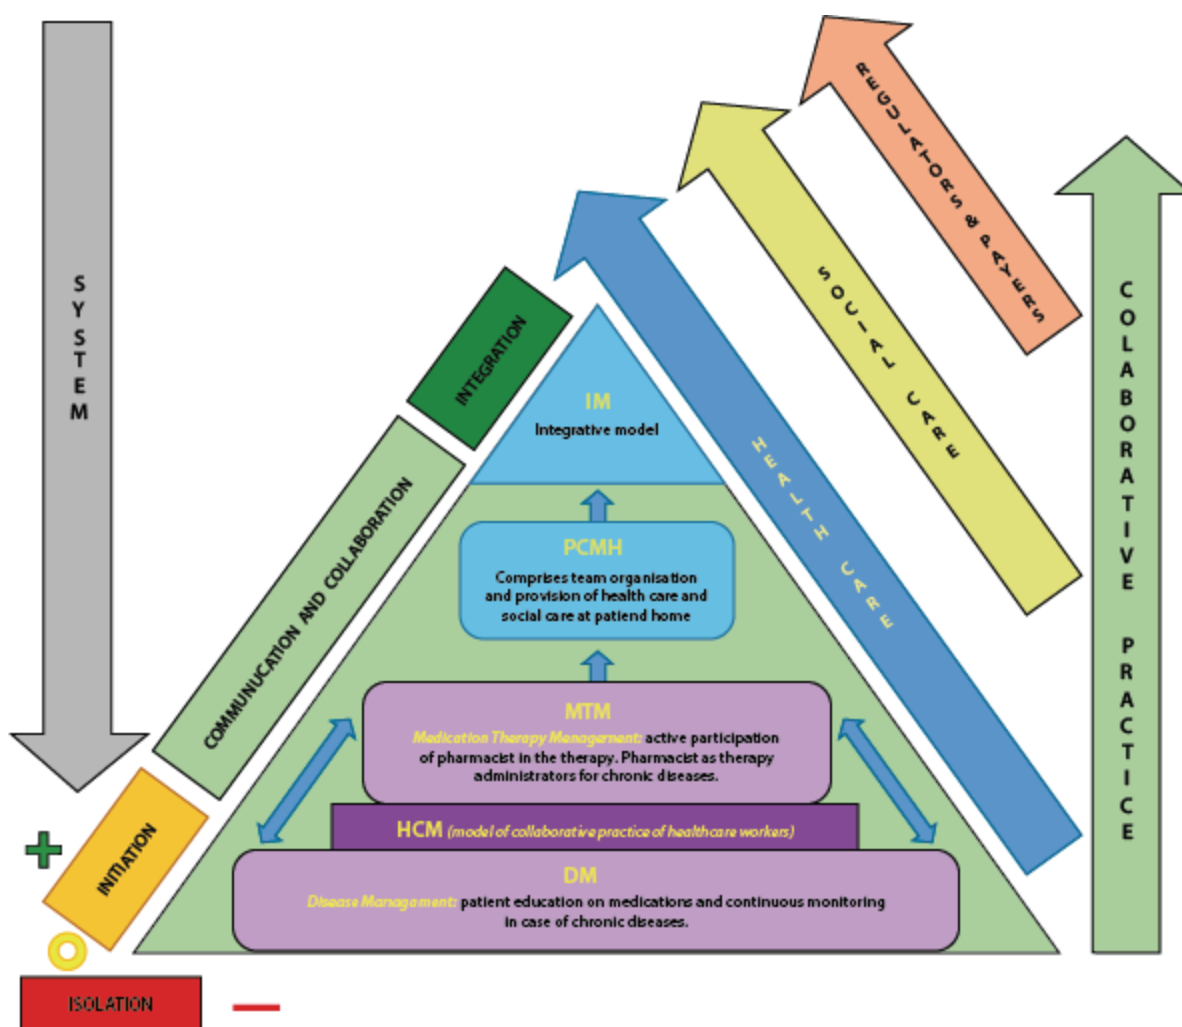 SYSTEM
REGULATORS & PAYERS
SOCIAL CARE
HEALTH CARE
COLABORATIVE PRACTICE
INTEGRATION
COMMUNUCATION AND COLLABORATION
INITIATION
ISOLATION
IM
Integrative model
PCMH
Comprises team organisation
and provision of health care and
social care at patiend home
MTM
Medication Therapy Menagement: active participation
of pharmacist in the therapy. Pharmacist as therapy
administrators for chronic diseases.
HCM (model of collaborative practice of healthcare workers)
DM
Disease Management: patient education on medications and continuous monitoring
in case of chronic diseases.